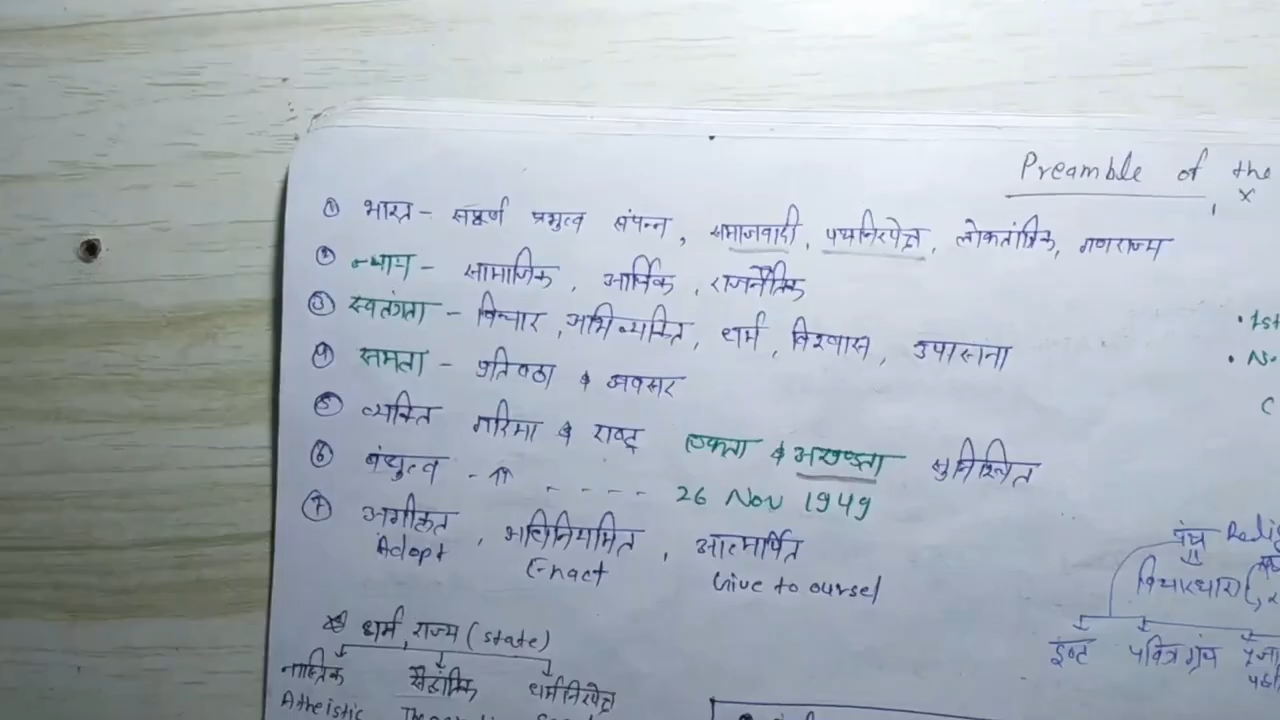 Preamble of the
① भारत - सम्पूर्ण प्रभुत्व संपन्न, समाजवादी, पंथनिरपेक्ष, लोकतांत्रिक, गणराज्य
② न्याय - सामाजिक, आर्थिक, राजनैतिक
③ स्वतंत्रता - विचार, अभिव्यक्ति, धर्म, विश्वास, उपासना
④ समता - प्रतिष्ठा व अवसर
⑤ व्यक्ति गरिमा व राष्ट्र एकता व अखण्डता सुनिश्चित
⑥ बंधुत्व - - - - - 26 Nov 1949
⑦ अंगीकृत, अधिनियमित, आत्मार्पित
Adopt Enact Give to oursel
धर्म, राज्य (State)
नास्तिक धर्मनिरपेक्ष
Atheistic
• 1st
पंथ
विचारधारा
इष्ट पवित्र ग्रंथ